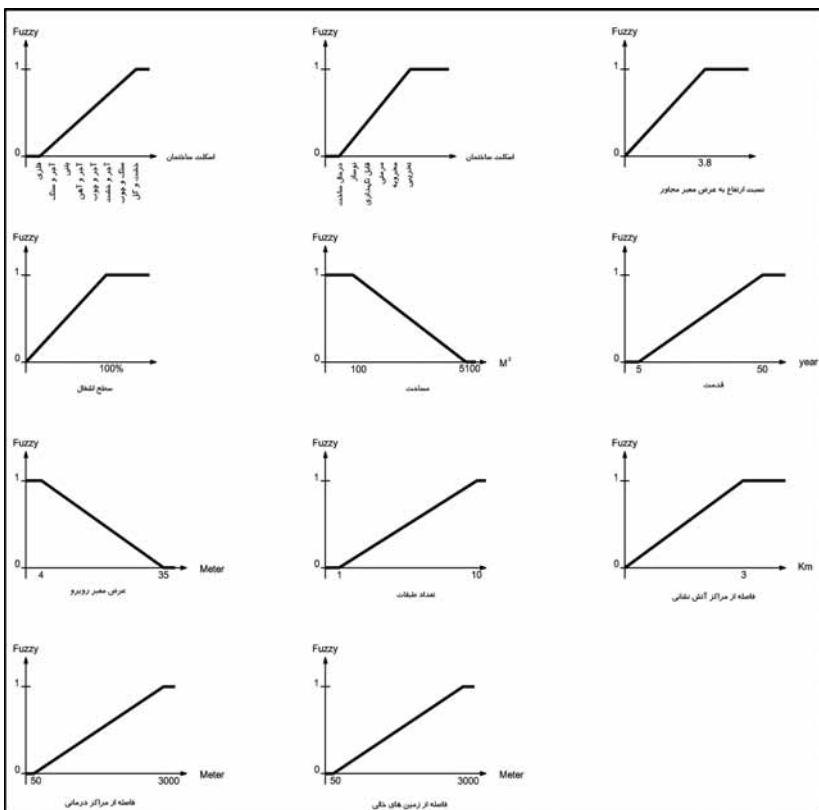 Fuzzy
1
0
فلزی
آجر و سنگ
بتنی
آجر و آهن
آجر و چوب
آجر و خشت
سنگ و چوب
خشت و گل
اسکلت ساختمان
Fuzzy
1
0
درحال ساخت
نوساز
قابل نگهداری
مرمتی
مخروبه
تخریبی
اسکلت ساختمان
Fuzzy
1
0
3.8
نسبت ارتفاع به عرض معبر مجاور
Fuzzy
1
0
100%
سطح اشغال
Fuzzy
1
0
100
5100
M²
مساحت
Fuzzy
1
0
5
50
year
قدمت
Fuzzy
1
0
4
35
Meter
عرض معبر روبرو
Fuzzy
1
0
1
10
تعداد طبقات
Fuzzy
1
0
3
Km
فاصله از مراکز آتش نشانی
Fuzzy
1
0
50
3000
Meter
فاصله از مراکز درمانی
Fuzzy
1
0
50
3000
Meter
فاصله از زمین های خالی